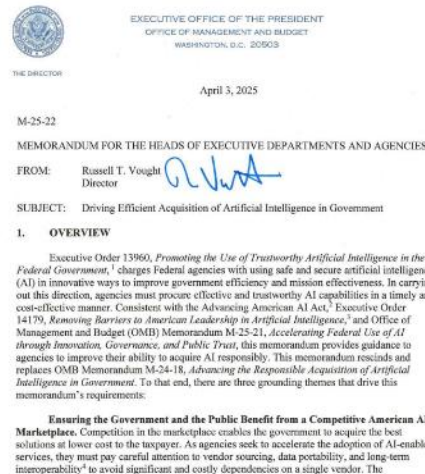 EXECUTIVE OFFICE OF THE PRESIDENT
OFFICE OF MANAGEMENT AND BUDGET
WASHINGTON, D.C. 20503
THE DIRECTOR
April 3, 2025
M-25-22
MEMORANDUM FOR THE HEADS OF EXECUTIVE DEPARTMENTS AND AGENCIES
FROM: Russell T. Vought
Director
SUBJECT: Driving Efficient Acquisition of Artificial Intelligence in Government
1. OVERVIEW
Executive Order 13960, Promoting the Use of Trustworthy Artificial Intelligence in the
Federal Government,1 charges Federal agencies with using safe and secure artificial intelligen
(AI) in innovative ways to improve government efficiency and mission effectiveness. In carryi
out this direction, agencies must procure effective and trustworthy AI capabilities in a timely a
cost-effective manner. Consistent with the Advancing American AI Act,2 Executive Order
14179, Removing Barriers to American Leadership in Artificial Intelligence,3 and Office of
Management and Budget (OMB) Memorandum M-25-21, Accelerating Federal Use of AI
through Innovation, Governance, and Public Trust, this memorandum provides guidance to
agencies to improve their ability to acquire AI responsibly. This memorandum rescinds and
replaces OMB Memorandum M-24-18, Advancing the Responsible Acquisition of Artificial
Intelligence in Government. To that end, there are three grounding themes that drive this
memorandum's requirements:
Ensuring the Government and the Public Benefit from a Competitive American A
Marketplace. Competition in the marketplace enables the government to acquire the best
solutions at lower cost to the taxpayer. As agencies seek to accelerate the adoption of AI-enable
services, they must pay careful attention to vendor sourcing, data portability, and long-term
interoperability4 to avoid significant and costly dependencies on a single vendor. The